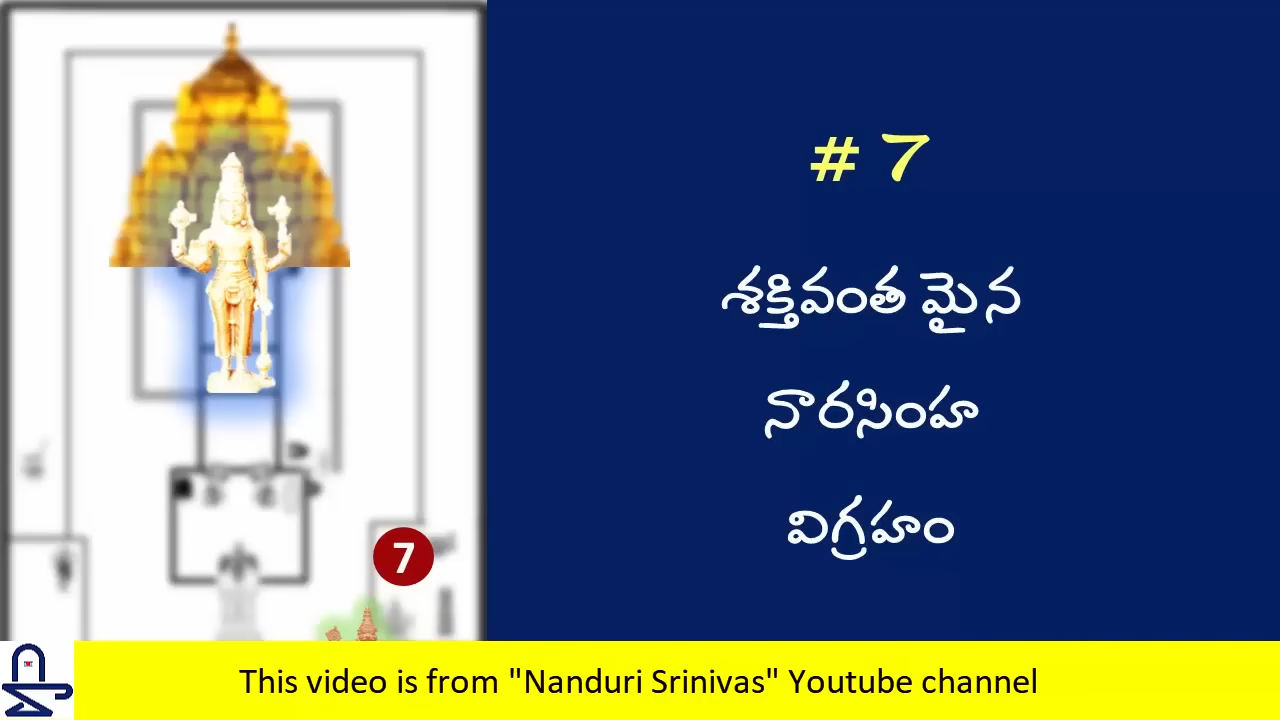 # 7
శక్తివంత మైన
నారసింహ
విగ్రహం
7
This video is from "Nanduri Srinivas" Youtube channel